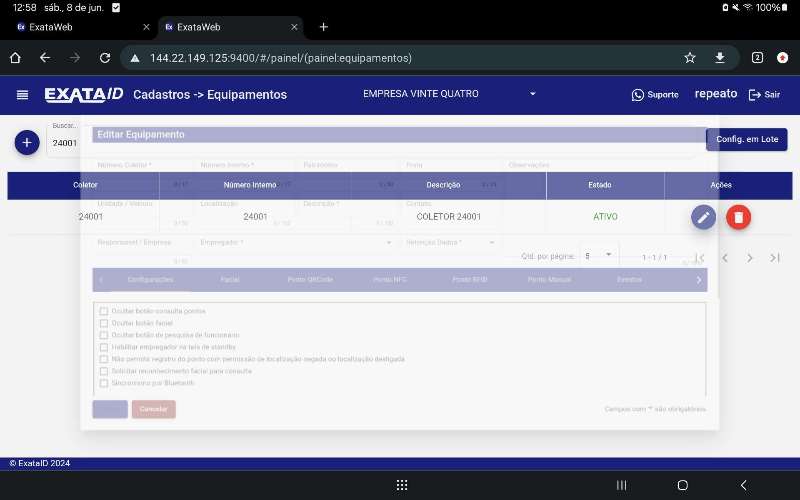 12:58 sáb., 8 de jun. 100%
ExataWeb ExataWeb
144.22.149.125:9400/#/painel/(painel:equipamentos) 2
EXATAID Cadastros -> Equipamentos EMPRESA VINTE QUATRO Suporte repeato Sair
Buscar...
24001
Editar Equipamento
Config. em Lote
Número Coletor * Número Interno * Patrimônio Frota Observações
Coletor Número Interno Descrição Estado Ações
Unidade / Veículo Localização Descrição * Contato
24001 24001 COLETOR 24001 ATIVO
Responsável / Empresa Empregador * Retenção Dados *
Qtd. por página: 5 1 - 1 / 1
Configurações Facial Ponto QRCode Ponto NFC Ponto RFID Ponto Manual Eventos
Ocultar botão consulta pontos
Ocultar botão facial
Ocultar botão de pesquisa de funcionário
Habilitar empregador na tela de standby
Não permitir registro do ponto com permissão de localização negada ou localização desligada
Solicitar reconhecimento facial para consulta
Sincronismo por Bluetooth
Cancelar Campos com '*' são obrigatórios.
© ExataID 2024